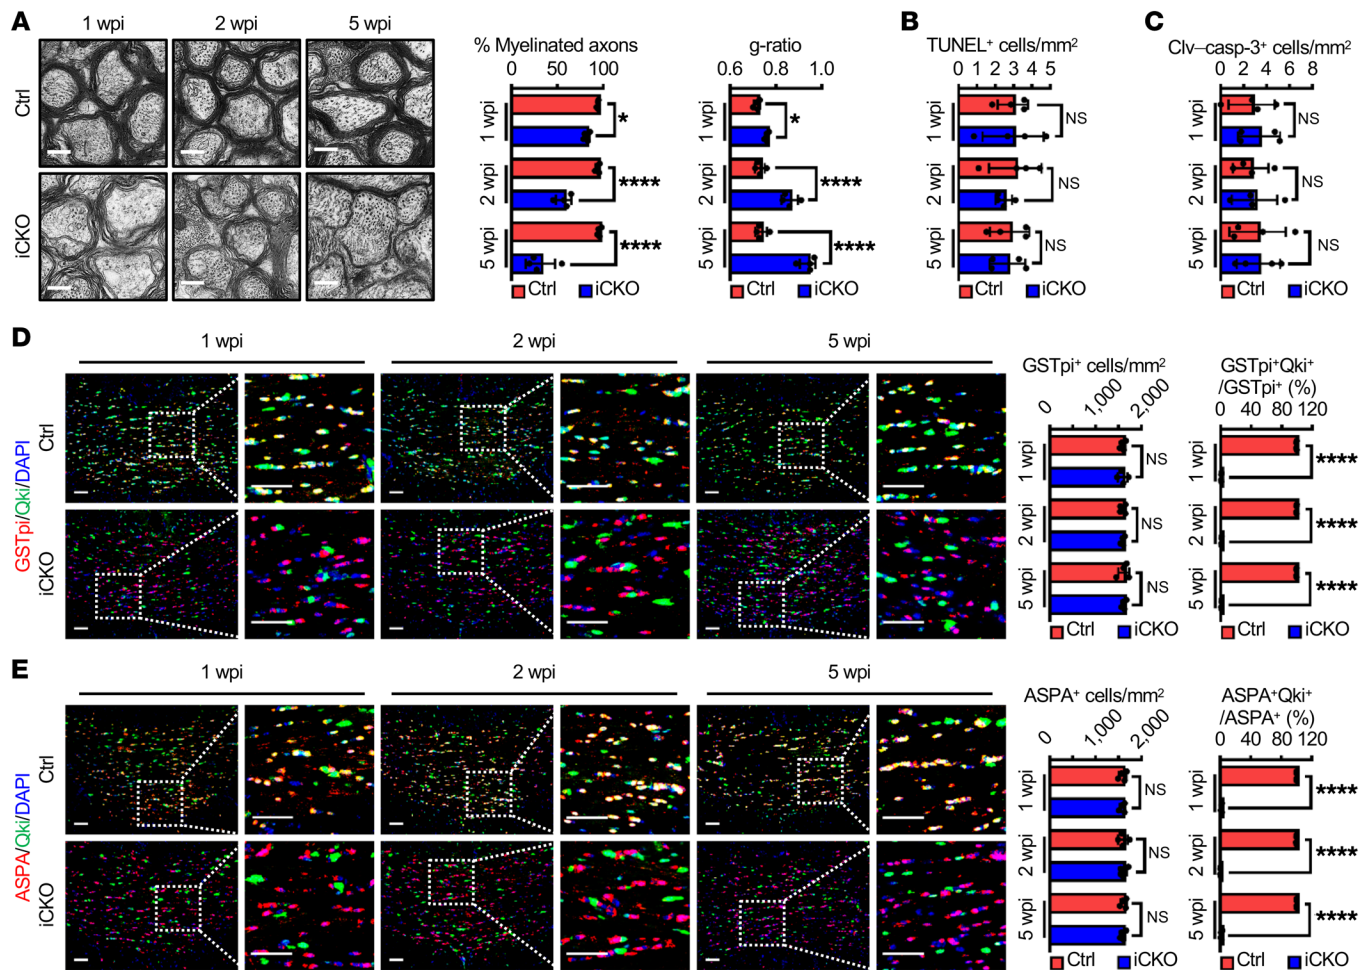 A
1 wpi
2 wpi
5 wpi
Ctrl
iCKO
% Myelinated axons
0 50 100
1 wpi
*
2 wpi
****
5 wpi
****
Ctrl iCKO
g-ratio
0.6 0.8 1.0
1 wpi
*
2 wpi
****
5 wpi
****
Ctrl iCKO
B
TUNEL⁺ cells/mm²
0 1 2 3 4 5
1 wpi
NS
2 wpi
NS
5 wpi
NS
Ctrl iCKO
C
Clv–casp-3⁺ cells/mm²
0 2 4 6 8
1 wpi
NS
2 wpi
NS
5 wpi
NS
Ctrl iCKO
D
1 wpi
2 wpi
5 wpi
GSTpi/Qki/DAPI
Ctrl
iCKO
GSTpi⁺ cells/mm²
0 1,000 2,000
1 wpi
NS
2 wpi
NS
5 wpi
NS
Ctrl iCKO
GSTpi⁺Qki⁺
/GSTpi⁺ (%)
0 40 80 120
1 wpi
****
2 wpi
****
5 wpi
****
Ctrl iCKO
E
1 wpi
2 wpi
5 wpi
ASPA/Qki/DAPI
Ctrl
iCKO
ASPA⁺ cells/mm²
0 1,000 2,000
1 wpi
NS
2 wpi
NS
5 wpi
NS
Ctrl iCKO
ASPA⁺Qki⁺
/ASPA⁺ (%)
0 40 80 120
1 wpi
****
2 wpi
****
5 wpi
****
Ctrl iCKO